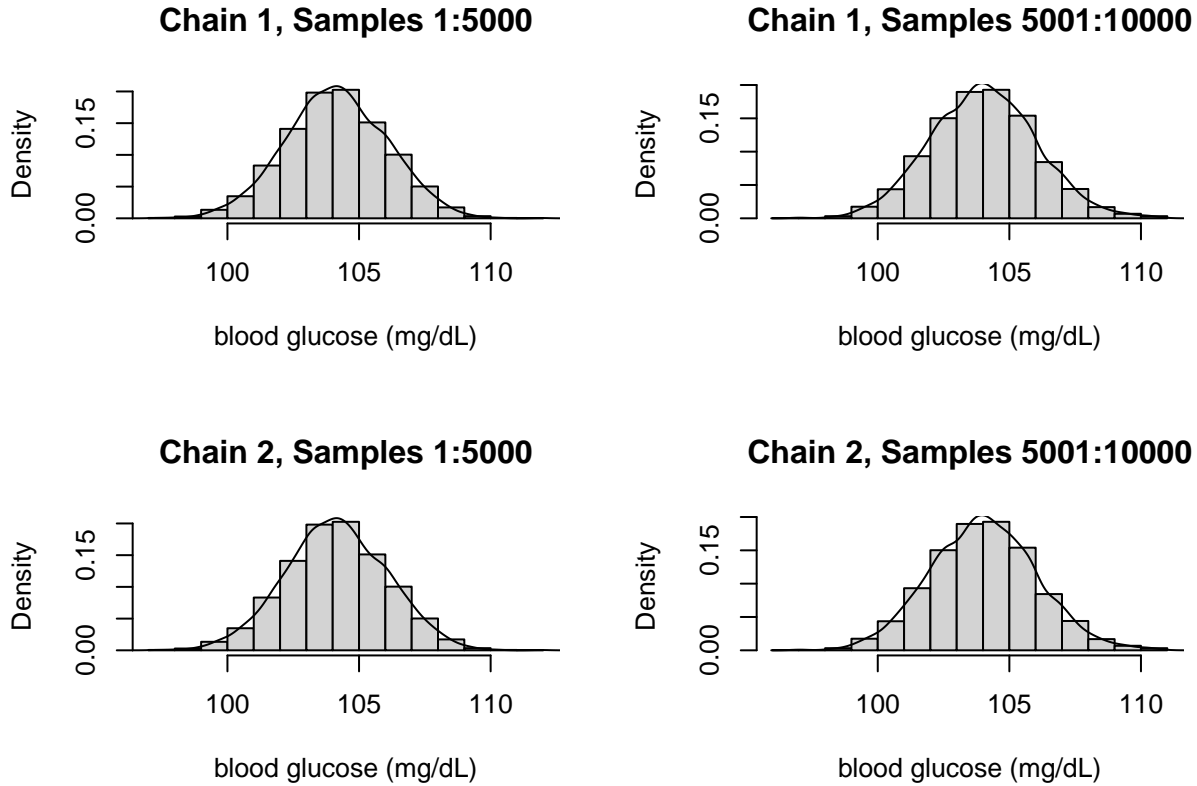 Chain 1, Samples 1:5000
Density
0.15
0.00
100 105 110
blood glucose (mg/dL)
Chain 1, Samples 5001:10000
Density
0.15
0.00
100 105 110
blood glucose (mg/dL)
Chain 2, Samples 1:5000
Density
0.15
0.00
100 105 110
blood glucose (mg/dL)
Chain 2, Samples 5001:10000
Density
0.15
0.00
100 105 110
blood glucose (mg/dL)